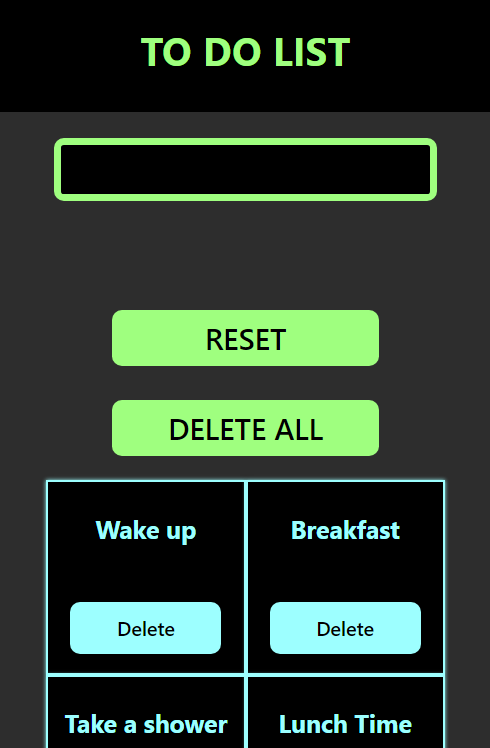 TO DO LIST
RESET
DELETE ALL
Wake up
Breakfast
Delete
Delete
Take a shower
Lunch Time